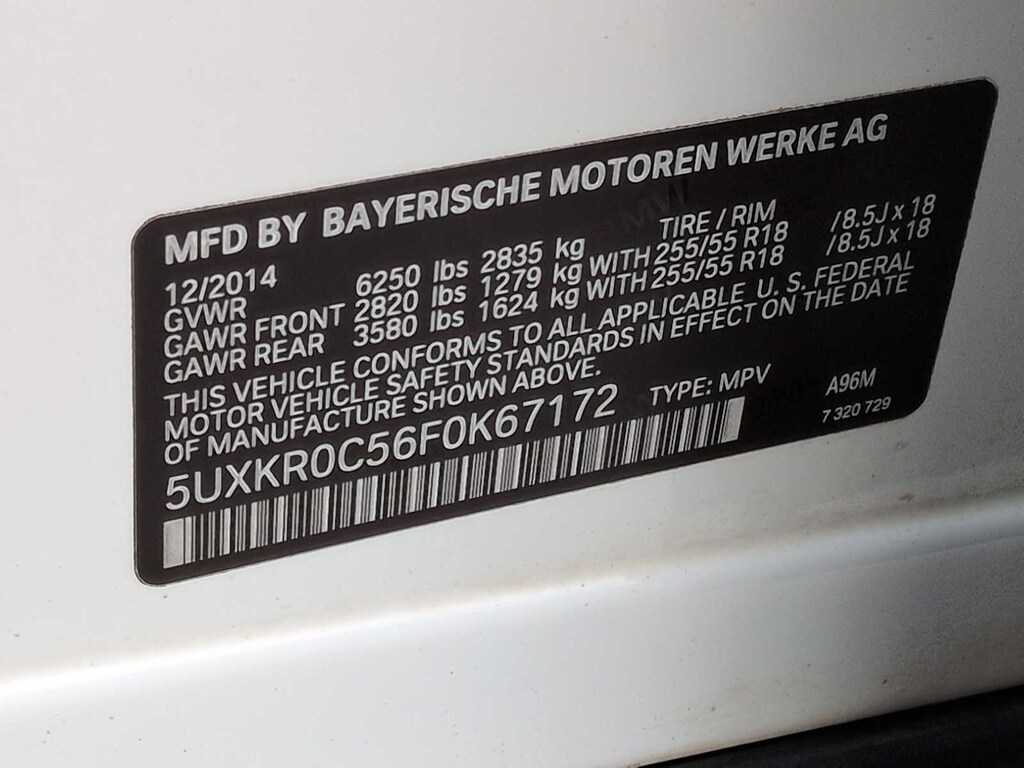 MFD BY BAYERISCHE MOTOREN WERKE AG
12/2014 TIRE / RIM
GVWR 6250 lbs 2835 kg
GAWR FRONT 2820 lbs 1279 kg WITH 255/55 R18 /8.5J x 18
GAWR REAR 3580 lbs 1624 kg WITH 255/55 R18 /8.5J x 18
THIS VEHICLE CONFORMS TO ALL APPLICABLE U. S. FEDERAL
MOTOR VEHICLE SAFETY STANDARDS IN EFFECT ON THE DATE
OF MANUFACTURE SHOWN ABOVE.
5UXKR0C56F0K67172 TYPE: MPV A96M
7 320 729